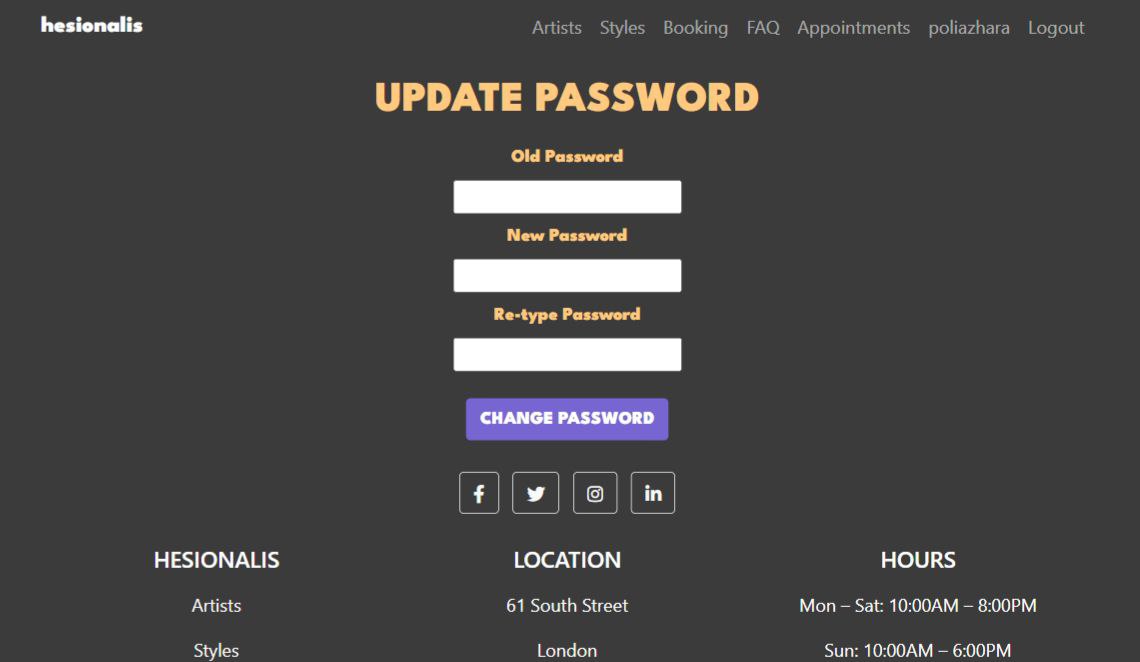 hesionalis Artists Styles Booking FAQ Appointments poliazhara Logout
UPDATE PASSWORD
Old Password
New Password
Re-type Password
CHANGE PASSWORD
HESIONALIS LOCATION HOURS
Artists 61 South Street Mon – Sat: 10:00AM – 8:00PM
Styles London Sun: 10:00AM – 6:00PM